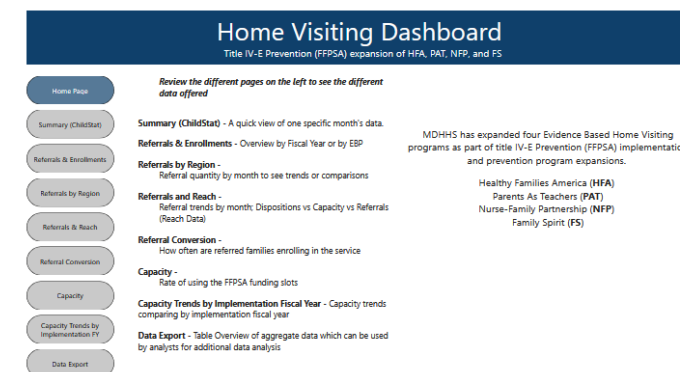 Home Visiting Dashboard
Title IV-E Prevention (FFPSA) expansion of HFA, PAT, NFP, and FS
Home Page
Summary (ChildStat)
Referrals & Enrollments
Referrals by Region
Referrals & Reach
Referral Conversion
Capacity
Capacity Trends by
Implementation FY
Data Export
Review the different pages on the left to see the different
data offered
Summary (ChildStat) - A quick view of one specific month's data.
Referrals & Enrollments - Overview by Fiscal Year or by EBP
Referrals by Region -
Referral quantity by month to see trends or comparisons
Referrals and Reach -
Referral trends by month; Dispositions vs Capacity vs Referrals
(Reach Data)
Referral Conversion -
How often are referred families enrolling in the service
Capacity -
Rate of using the FFPSA funding slots
Capacity Trends by Implementation Fiscal Year - Capacity trends
comparing by implementation fiscal year
Data Export - Table Overview of aggregate data which can be used
by analysts for additional data analysis
MDHHS has expanded four Evidence Based Home Visiting
programs as part of title IV-E Prevention (FFPSA) implementatic
and prevention program expansions.
Healthy Families America (HFA)
Parents As Teachers (PAT)
Nurse-Family Partnership (NFP)
Family Spirit (FS)